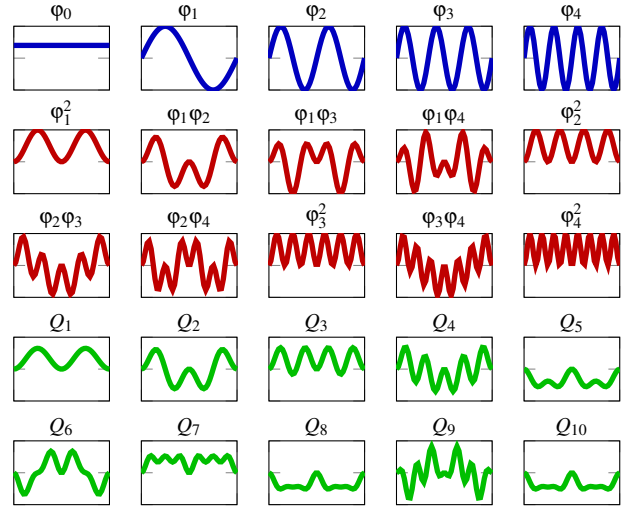 φ₀ φ₁ φ₂ φ₃ φ₄
φ₁² φ₁φ₂ φ₁φ₃ φ₁φ₄ φ₂²
φ₂φ₃ φ₂φ₄ φ₃² φ₃φ₄ φ₄²
Q₁ Q₂ Q₃ Q₄ Q₅
Q₆ Q₇ Q₈ Q₉ Q₁₀